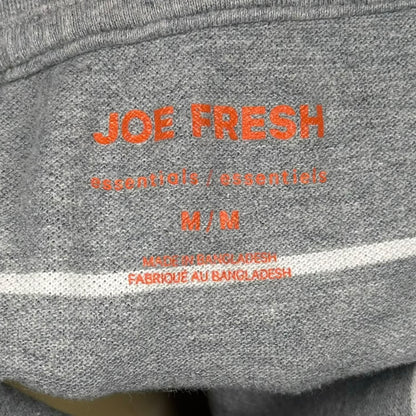 JOE FRESH
essentials / essentiels
M / M
MADE IN BANGLADESH
FABRIQUÉ AU BANGLADESH